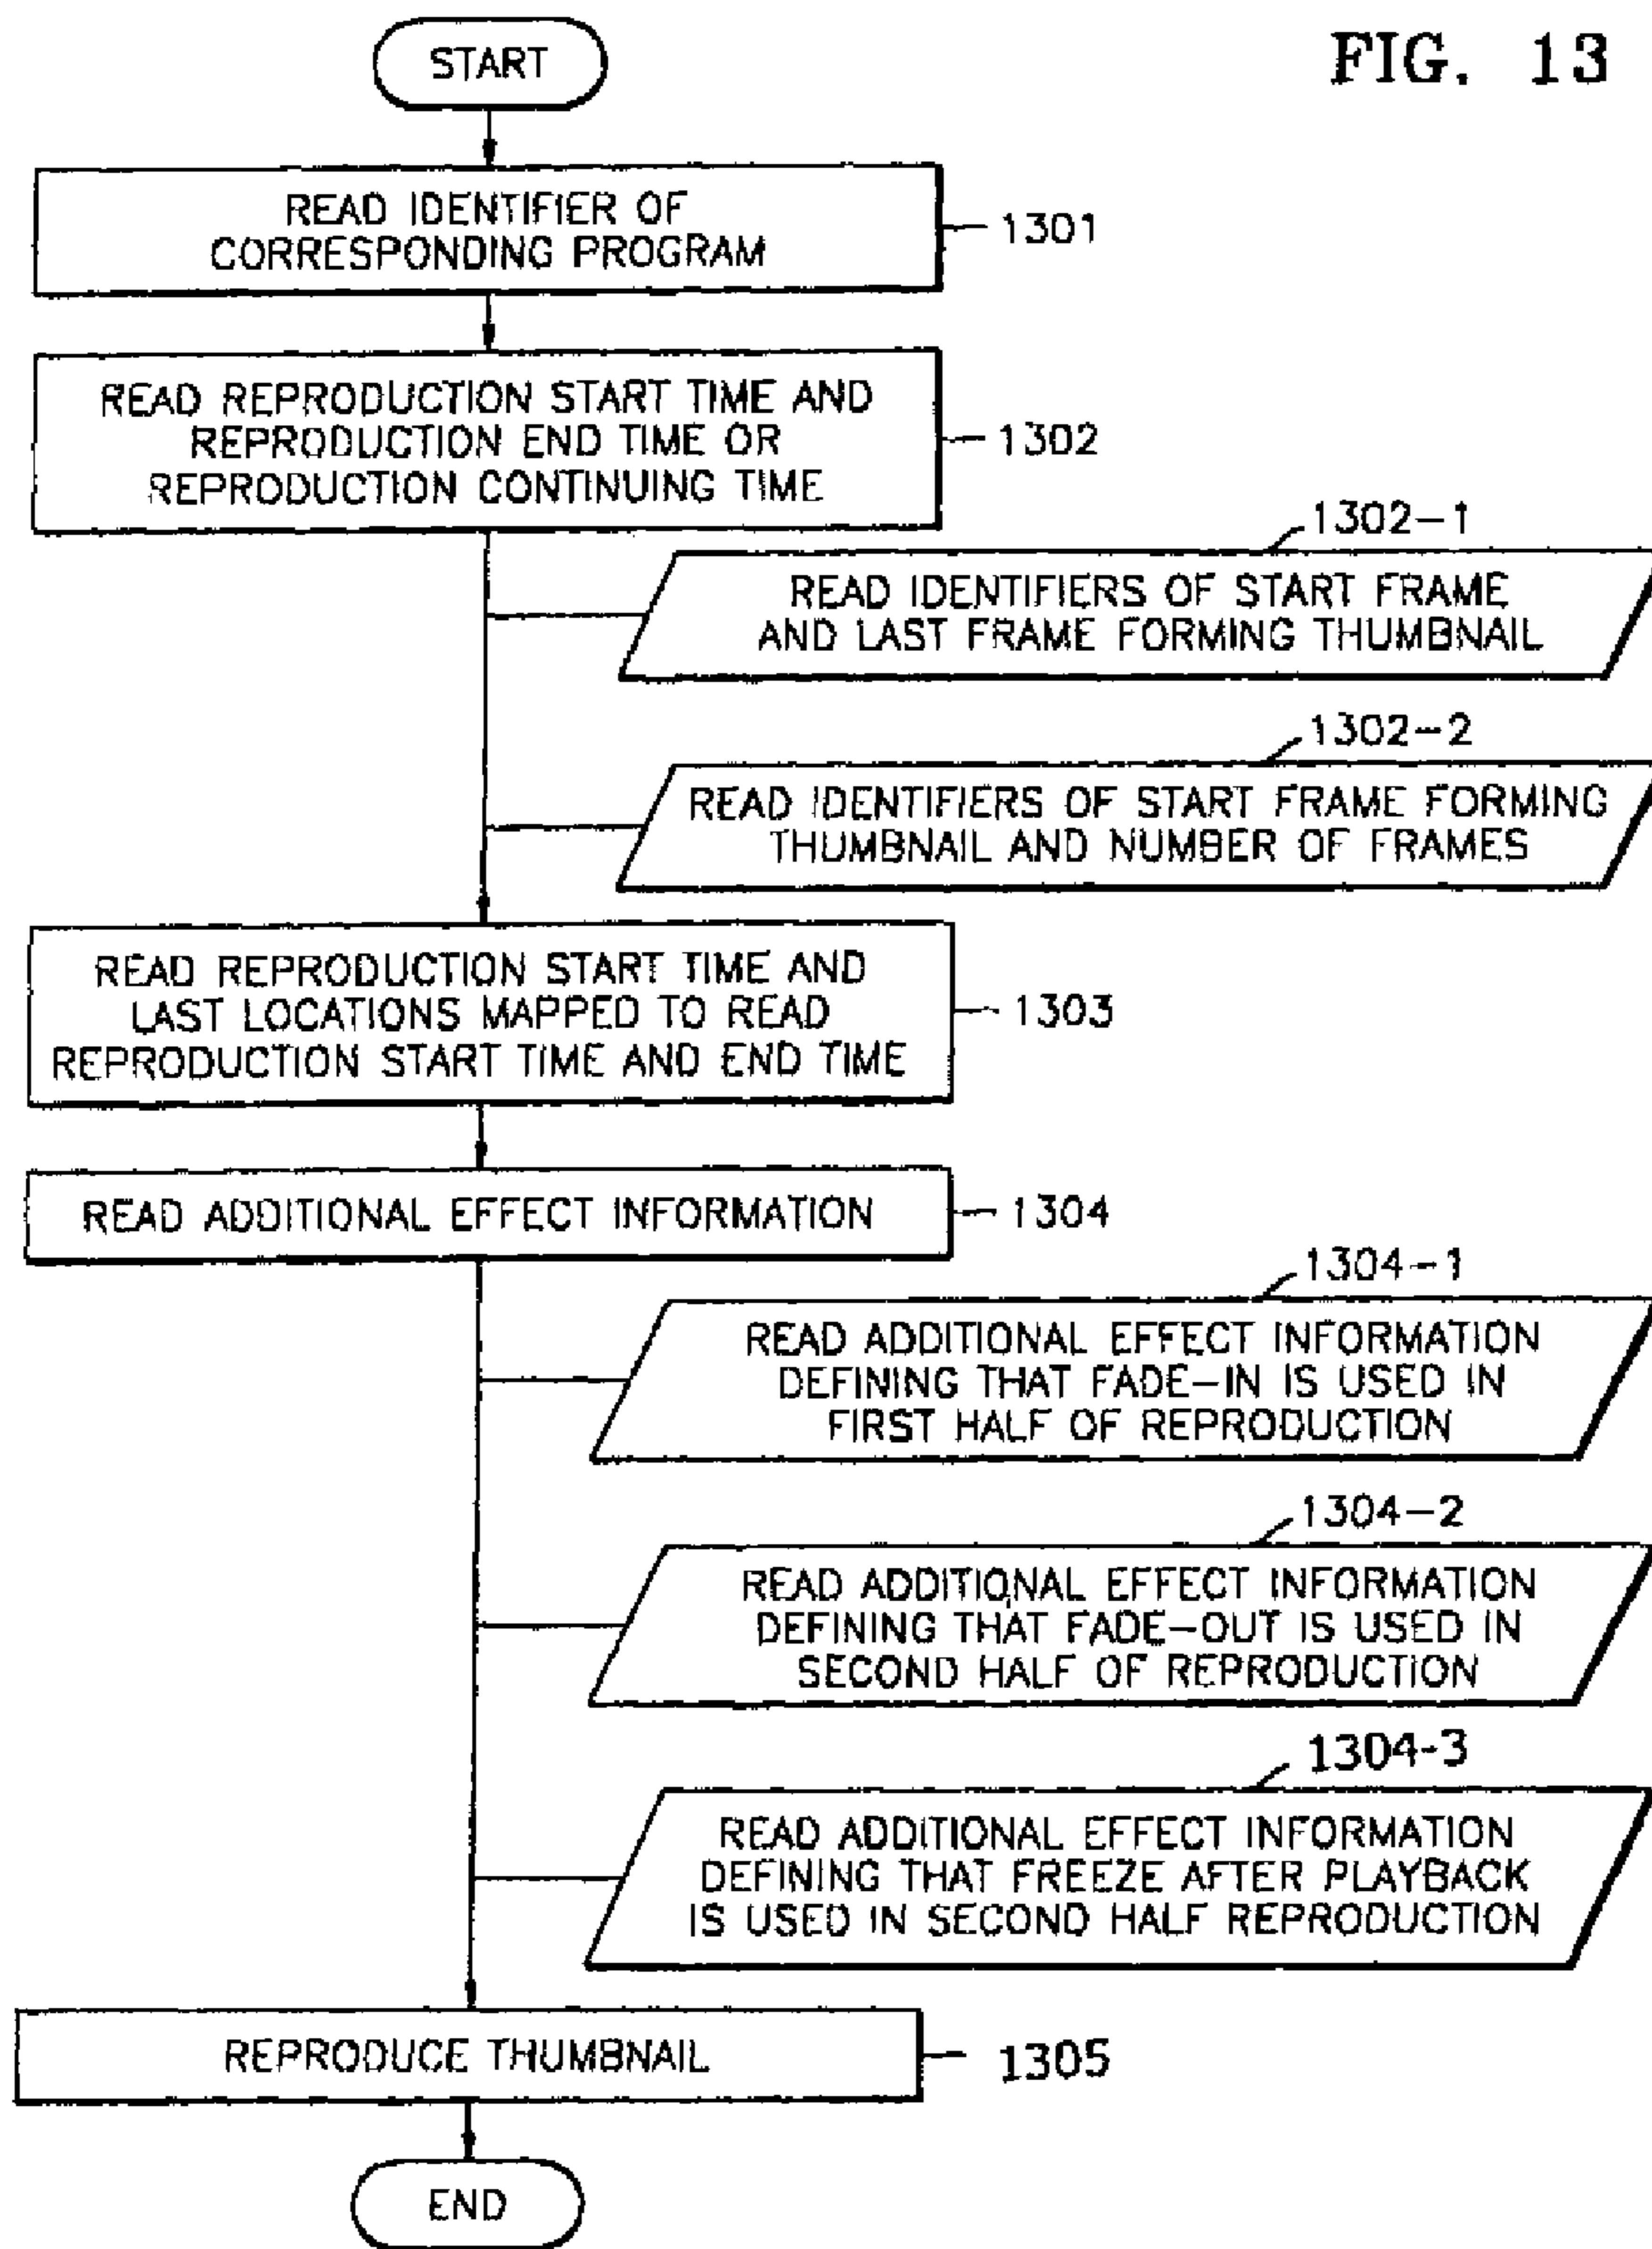 FIG. 13
START
READ IDENTIFIER OF
CORRESPONDING PROGRAM
1301
READ REPRODUCTION START TIME AND
REPRODUCTION END TIME OR
REPRODUCTION CONTINUING TIME
1302
1302-1
READ IDENTIFIERS OF START FRAME
AND LAST FRAME FORMING THUMBNAIL
1302-2
READ IDENTIFIERS OF START FRAME FORMING
THUMBNAIL AND NUMBER OF FRAMES
READ REPRODUCTION START TIME AND
LAST LOCATIONS MAPPED TO READ
REPRODUCTION START TIME AND END TIME
1303
READ ADDITIONAL EFFECT INFORMATION
1304
1304-1
READ ADDITIONAL EFFECT INFORMATION
DEFINING THAT FADE-IN IS USED IN
FIRST HALF OF REPRODUCTION
1304-2
READ ADDITIONAL EFFECT INFORMATION
DEFINING THAT FADE-OUT IS USED IN
SECOND HALF OF REPRODUCTION
1304-3
READ ADDITIONAL EFFECT INFORMATION
DEFINING THAT FREEZE AFTER PLAYBACK
IS USED IN SECOND HALF REPRODUCTION
REPRODUCE THUMBNAIL
1305
END